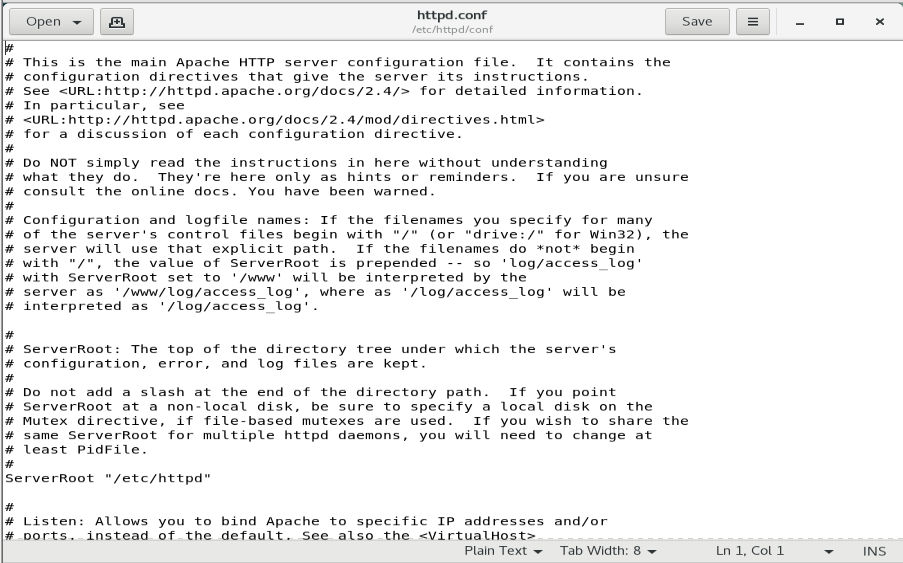 Open
httpd.conf
/etc/httpd/conf
Save
#
# This is the main Apache HTTP server configuration file.  It contains the
# configuration directives that give the server its instructions.
# See <URL:http://httpd.apache.org/docs/2.4/> for detailed information.
# In particular, see
# <URL:http://httpd.apache.org/docs/2.4/mod/directives.html>
# for a discussion of each configuration directive.
#
# Do NOT simply read the instructions in here without understanding
# what they do.  They're here only as hints or reminders.  If you are unsure
# consult the online docs. You have been warned.
#
# Configuration and logfile names: If the filenames you specify for many
# of the server's control files begin with "/" (or "drive:/" for Win32), the
# server will use that explicit path.  If the filenames do *not* begin
# with "/", the value of ServerRoot is prepended -- so 'log/access_log'
# with ServerRoot set to '/www' will be interpreted by the
# server as '/www/log/access_log', where as '/log/access_log' will be
# interpreted as '/log/access_log'.
#
# ServerRoot: The top of the directory tree under which the server's
# configuration, error, and log files are kept.
#
# Do not add a slash at the end of the directory path.  If you point
# ServerRoot at a non-local disk, be sure to specify a local disk on the
# Mutex directive, if file-based mutexes are used.  If you wish to share the
# same ServerRoot for multiple httpd daemons, you will need to change at
# least PidFile.
#
ServerRoot "/etc/httpd"
#
# Listen: Allows you to bind Apache to specific IP addresses and/or
# ports, instead of the default. See also the <VirtualHost>
Plain Text
Tab Width: 8
Ln 1, Col 1
INS